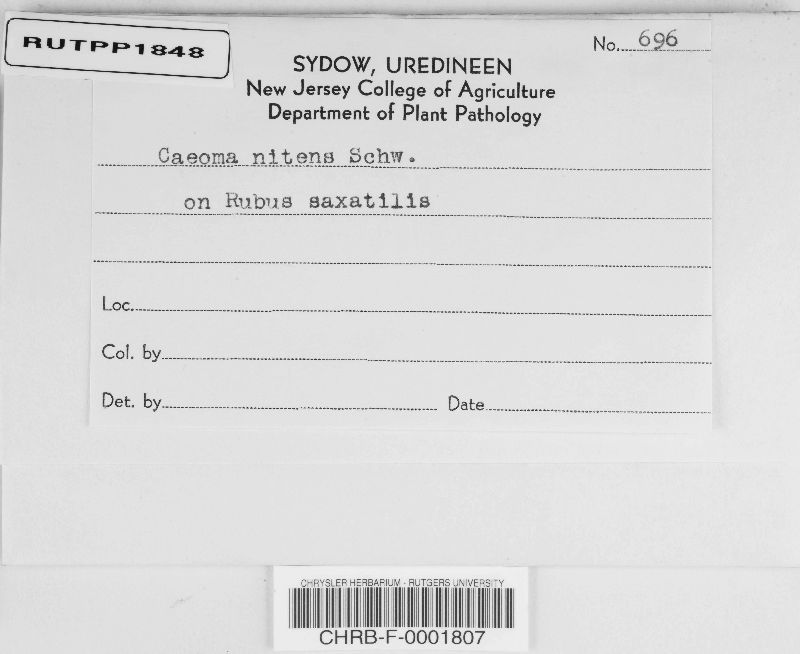 RUTPP1848
No. 696
SYDOW, UREDINEEN
New Jersey College of Agriculture
Department of Plant Pathology
Caeoma nitens Schw.
on Rubus saxatilis
Loc.
Col. by
Det. by Date
CHRYSLER HERBARIUM - RUTGERS UNIVERSITY
CHRB-F-0001807